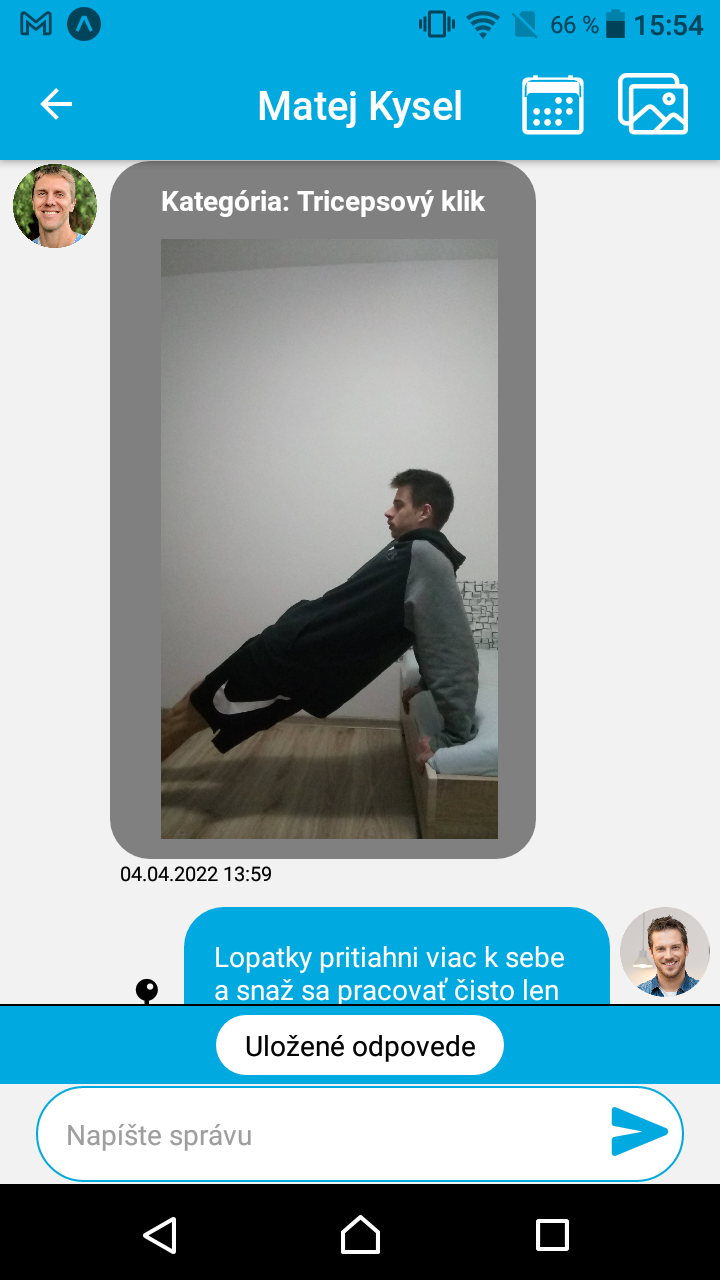 66 % 15:54
Matej Kysel
Kategória: Tricepsový klik
04.04.2022 13:59
Lopatky pritiahni viac k sebe
a snaž sa pracovať čisto len
Uložené odpovede
Napíšte správu